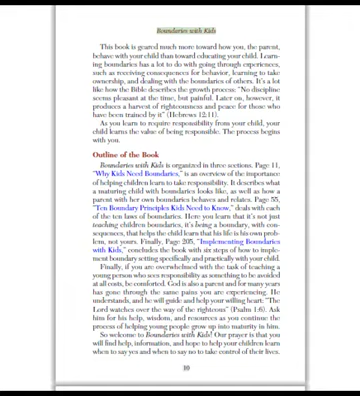 Boundaries with Kids
This book is geared much more toward how you, the parent,
behave with your child than toward educating your child. Learn-
ing boundaries has a lot to do with going through experiences,
such as receiving consequences for behavior, learning to take
ownership, and dealing with the boundaries of others. It's a lot
like how the Bible describes the growth process: "No discipline
seems pleasant at the time, but painful. Later on, however, it
produces a harvest of righteousness and peace for those who
have been trained by it" (Hebrews 12:11).
As you learn to require responsibility from your child, your
child learns the value of being responsible. The process begins
with you.
Outline of the Book
Boundaries with Kids is organized in three sections. Page 11,
"Why Kids Need Boundaries," is an overview of the importance
of helping children learn to take responsibility. It describes what
a maturing child with boundaries looks like, as well as how a
parent with her own boundaries behaves and relates. Page 55,
"Ten Boundary Principles Kids Need to Know," deals with each
of the ten laws of boundaries. Here you learn that it's not just
teaching children boundaries, it's being a boundary, with con-
sequences, that helps the child learn that his life is his own prob-
lem, not yours. Finally, Page 205, "Implementing Boundaries
with Kids," concludes the book with six steps of how to imple-
ment boundary setting specifically and practically with your child.
Finally, if you are overwhelmed with the task of teaching a
young person who sees responsibility as something to be avoided
at all costs, be comforted. God is also a parent and for many years
has gone through the same pains you are experiencing. He
understands, and he will guide and help your willing heart: "The
Lord watches over the way of the righteous" (Psalm 1:6). Ask
him for his help, wisdom, and resources as you continue the
process of helping young people grow up into maturity in him.
So welcome to Boundaries with Kids! Our prayer is that you
will find help, information, and hope to help your children learn
when to say yes and when to say no to take control of their lives.
10